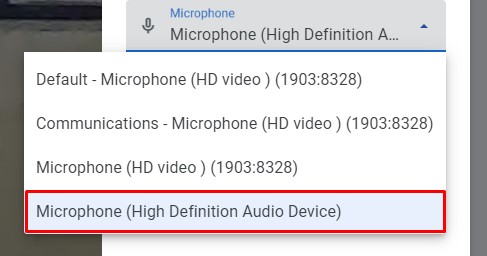 Microphone
Microphone (High Definition A...
Default - Microphone (HD video ) (1903:8328)
Communications - Microphone (HD video ) (1903:8328)
Microphone (HD video ) (1903:8328)
Microphone (High Definition Audio Device)